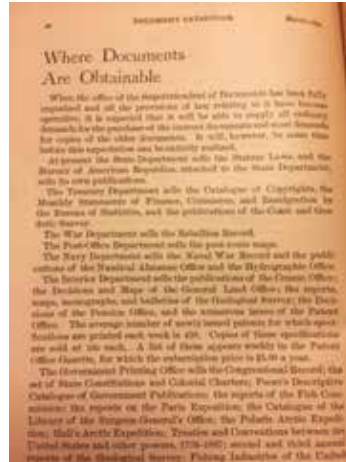 DOCUMENT CATALOGUE
Where Documents
Are Obtainable
When the office of the Superintendent of Documents has been fully
organized and all the provisions of law relating to it have become
operative, it is expected that it will be able to supply all ordinary
demands for the purchase of the current documents and most demands
for copies of the older documents. It will, however, be some time
before this expectation can be entirely realized.
At present the State Department sells the Statute Laws, and the
Bureau of American Republics, attached to the State Department,
sells its own publications.
The Treasury Department sells the Catalogue of Copyrights, the
Monthly Statements of Finance, Commerce, and Immigration by
the Bureau of Statistics, and the publications of the Coast and Geo-
detic Survey.
The War Department sells the Rebellion Record.
The Post-Office Department sells the post-route maps.
The Navy Department sells the Naval War Record and the publi-
cations of the Nautical Almanac Office and the Hydrographic Office.
The Interior Department sells the publications of the Census Office;
the Decisions and Maps of the General Land Office; the reports,
maps, monographs, and bulletins of the Geological Survey; the Deci-
sions of the Pension Office, and the numerous issues of the Patent
Office. The average number of newly issued patents for which speci-
fications are printed each week is 450. Copies of these specifications
are sold at 10c each. A list of these appears weekly in the Patent
Office Gazette, for which the subscription price is $5.00 a year.
The Government Printing Office sells the Congressional Record; the
set of State Constitutions and Colonial Charters; Poore's Descriptive
Catalogue of Government Publications; the reports of the Fish Com-
mission; the reports on the Paris Exposition; the Catalogue of the
Library of the Surgeon-General's Office; the Polaris Arctic Expedi-
tion; Hall's Arctic Expedition; Treaties and Conventions between the
United States and other powers, 1776-1887; second and third annual
reports of the Geological Survey; Fishing Industries of the United